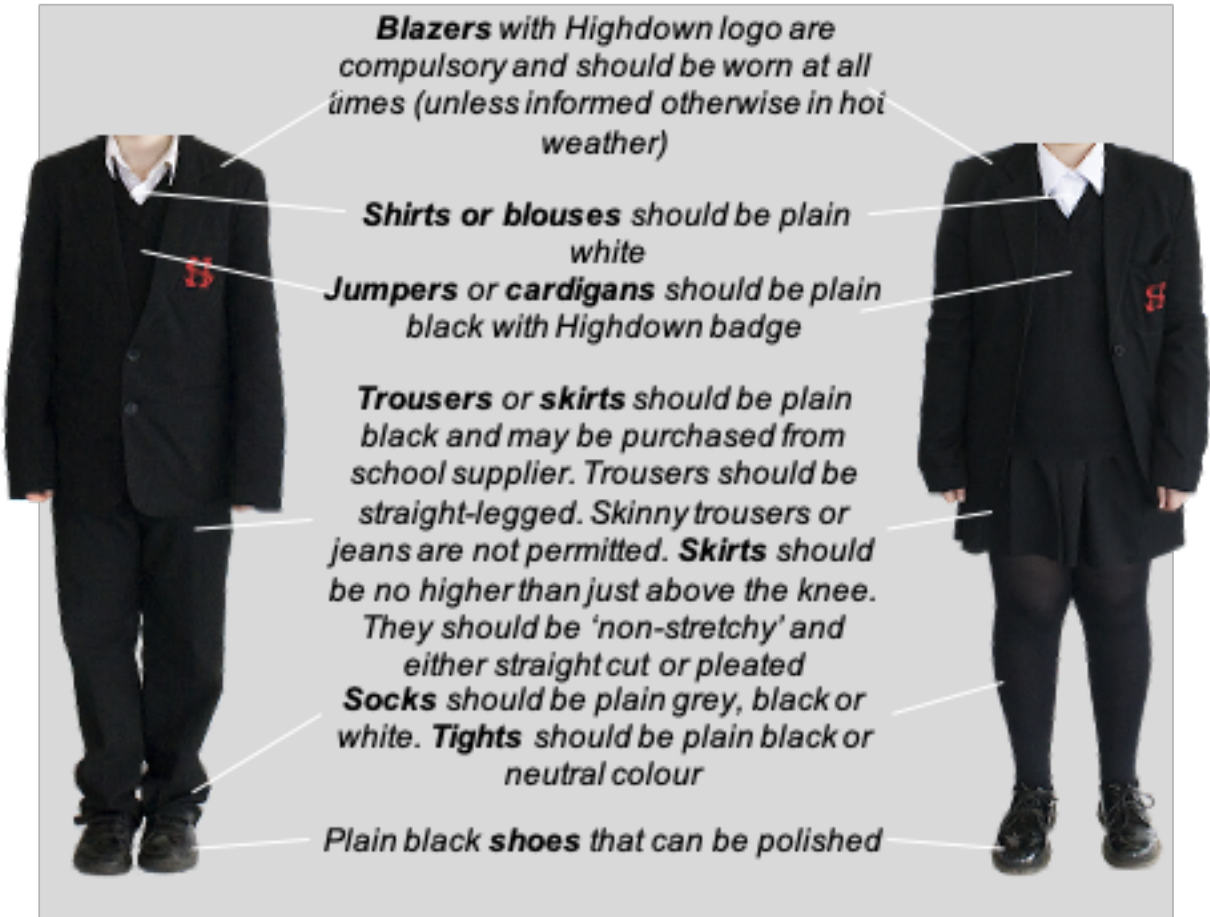 Blazers with Highdown logo are
compulsory and should be worn at all
times (unless informed otherwise in hot
weather)
Shirts or blouses should be plain
white
Jumpers or cardigans should be plain
black with Highdown badge
Trousers or skirts should be plain
black and may be purchased from
school supplier. Trousers should be
straight-legged. Skinny trousers or
jeans are not permitted. Skirts should
be no higher than just above the knee.
They should be ‘non-stretchy’ and
either straight cut or pleated
Socks should be plain grey, black or
white. Tights should be plain black or
neutral colour
Plain black shoes that can be polished